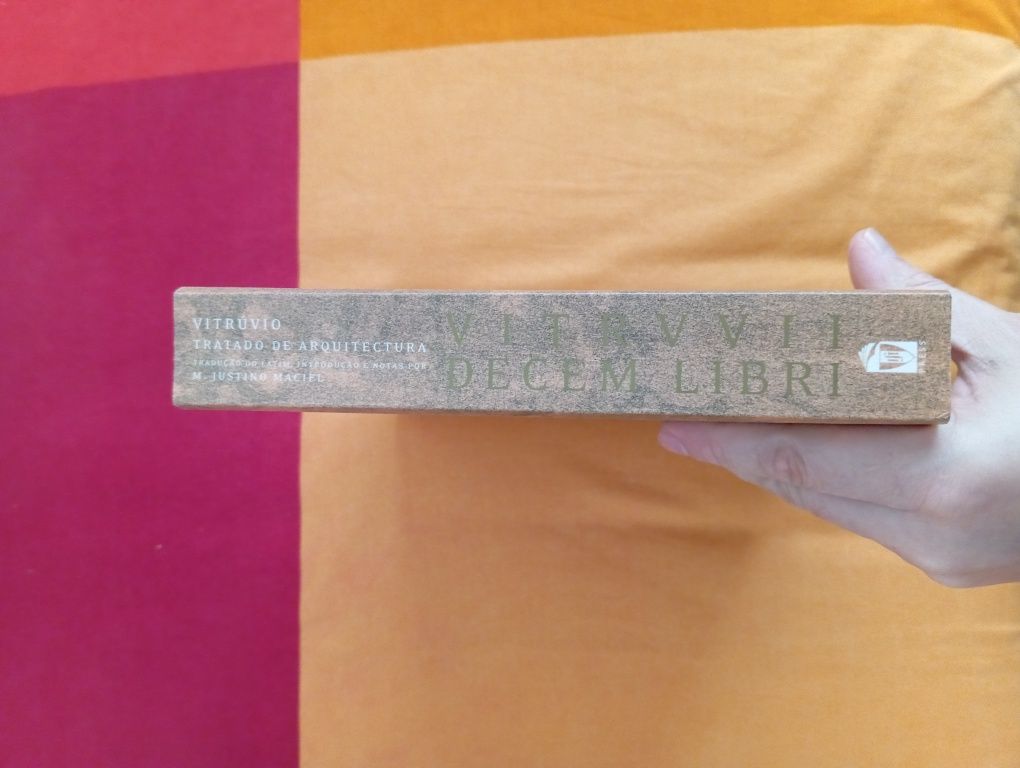 VITRÚVIO
TRATADO DE ARQUITECTURA
TRADUÇÃO DO LATIM, INTRODUÇÃO E NOTAS POR
M. JUSTINO MACIEL
VITRVVII
DECEM LIBRI